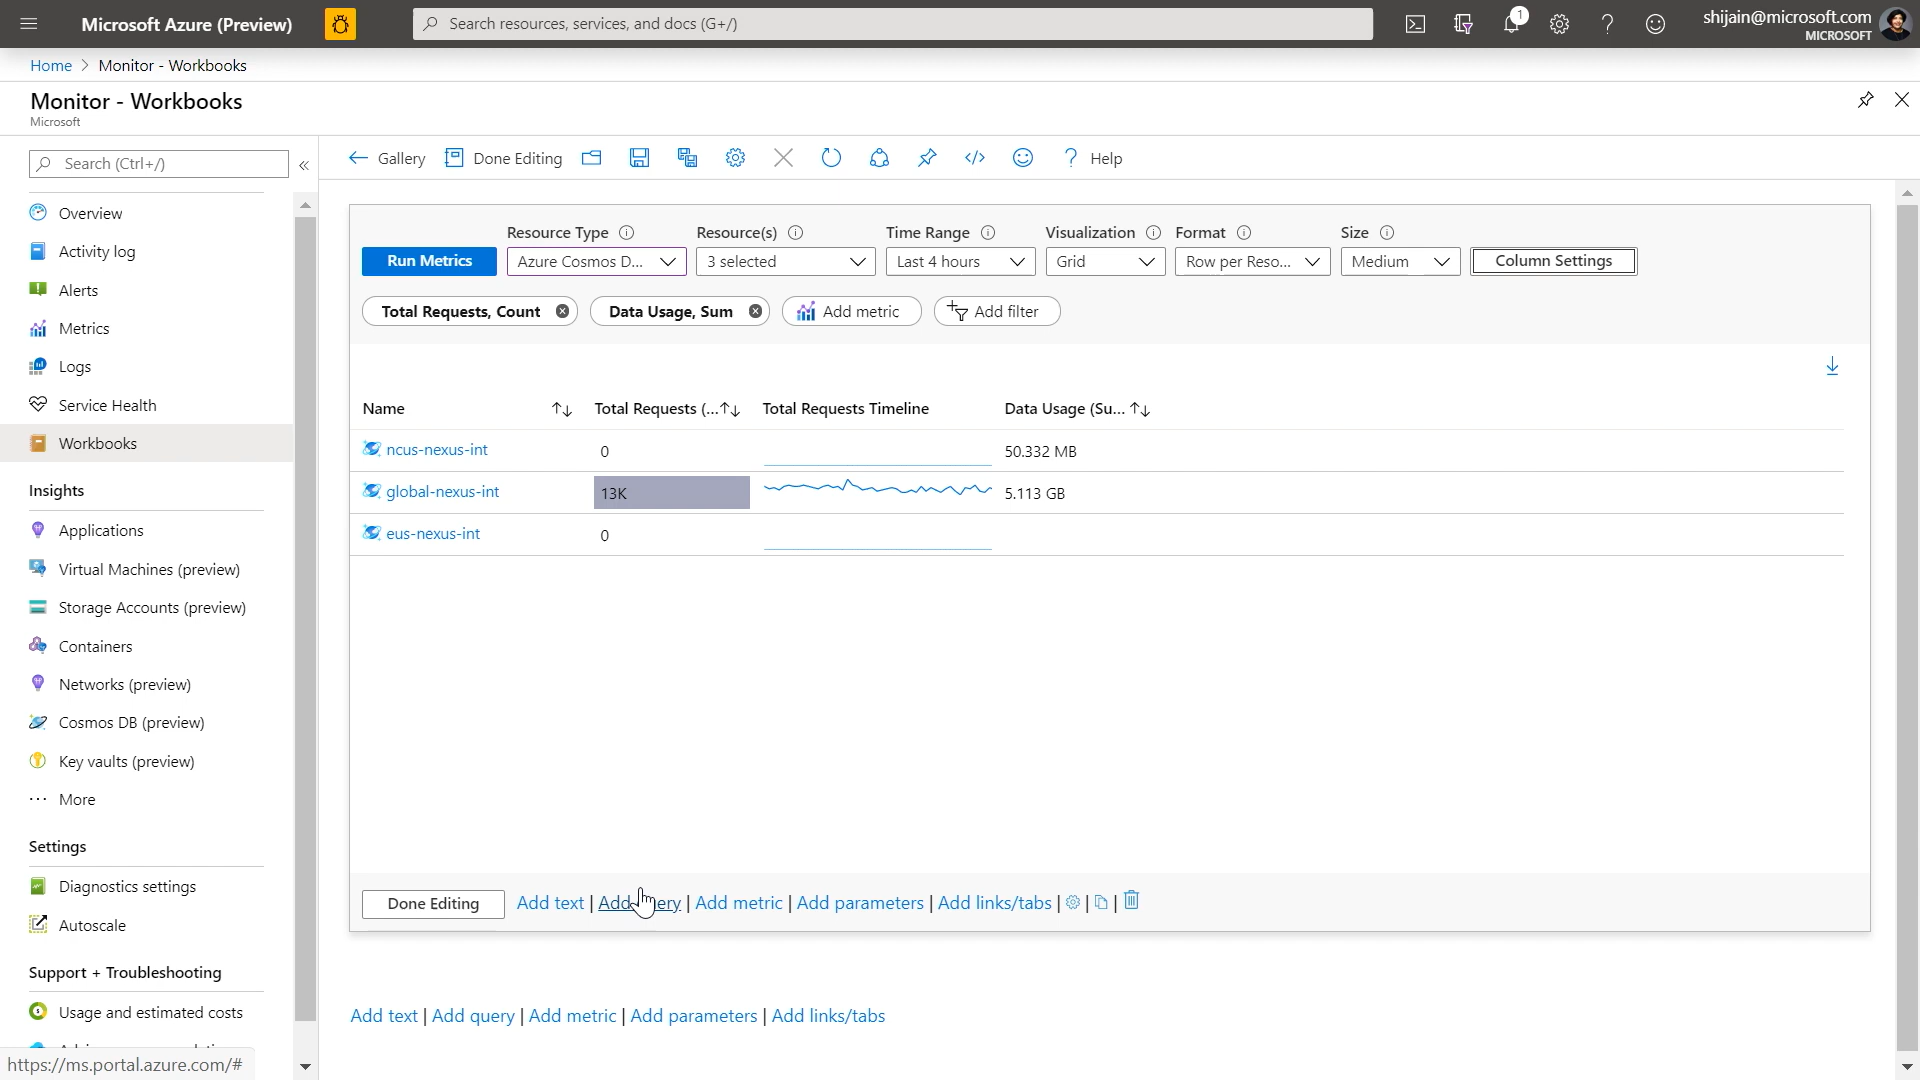 Microsoft Azure (Preview)
Search resources, services, and docs (G+/)
1
shijain@microsoft.com
MICROSOFT
Home > Monitor - Workbooks
Monitor - Workbooks
Microsoft
Search (Ctrl+/)
«
Overview
Activity log
Alerts
Metrics
Logs
Service Health
Workbooks
Insights
Applications
Virtual Machines (preview)
Storage Accounts (preview)
Containers
Networks (preview)
Cosmos DB (preview)
Key vaults (preview)
More
Settings
Diagnostics settings
Autoscale
Support + Troubleshooting
Usage and estimated costs
https://ms.portal.azure.com/#
Gallery Done Editing Help
Resource Type Resource(s) Time Range Visualization Format Size
Run Metrics Azure Cosmos D... 3 selected Last 4 hours Grid Row per Reso... Medium Column Settings
Total Requests, Count Data Usage, Sum Add metric Add filter
Name Total Requests (... Total Requests Timeline Data Usage (Su...
ncus-nexus-int 0 50.332 MB
global-nexus-int 13K 5.113 GB
eus-nexus-int 0
Done Editing Add text | Add | Add metric | Add parameters | Add links/tabs | | |
Add text | Add query | Add metric | Add parameters | Add links/tabs